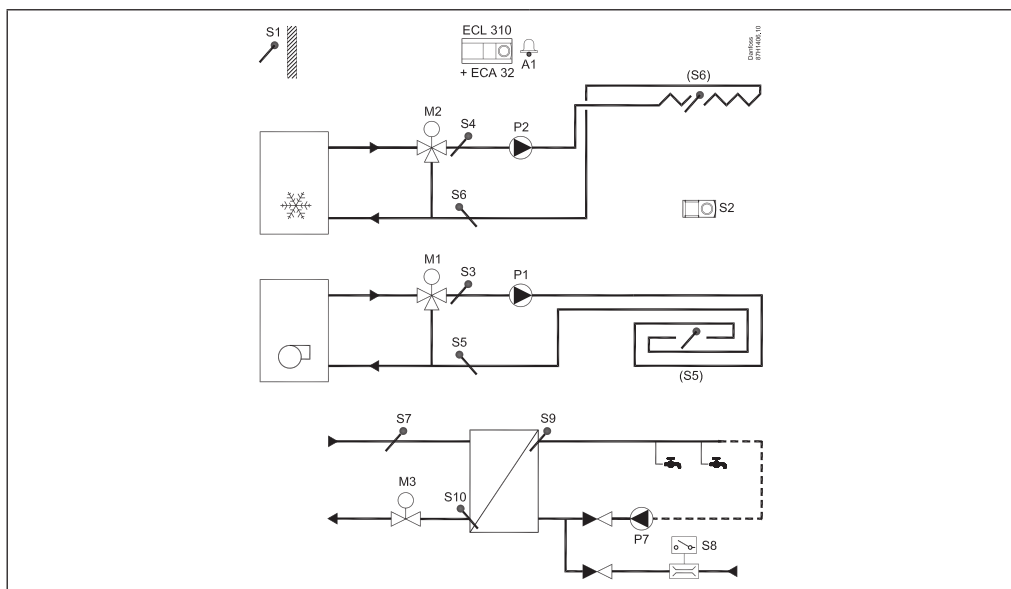 S1
ECL 310
A1
+ ECA 32
Danfoss
87H1406.10
(S6)
M2
S4
P2
S6
S2
M1
S3
P1
S5
(S5)
S7
S9
M3
S10
P7
S8